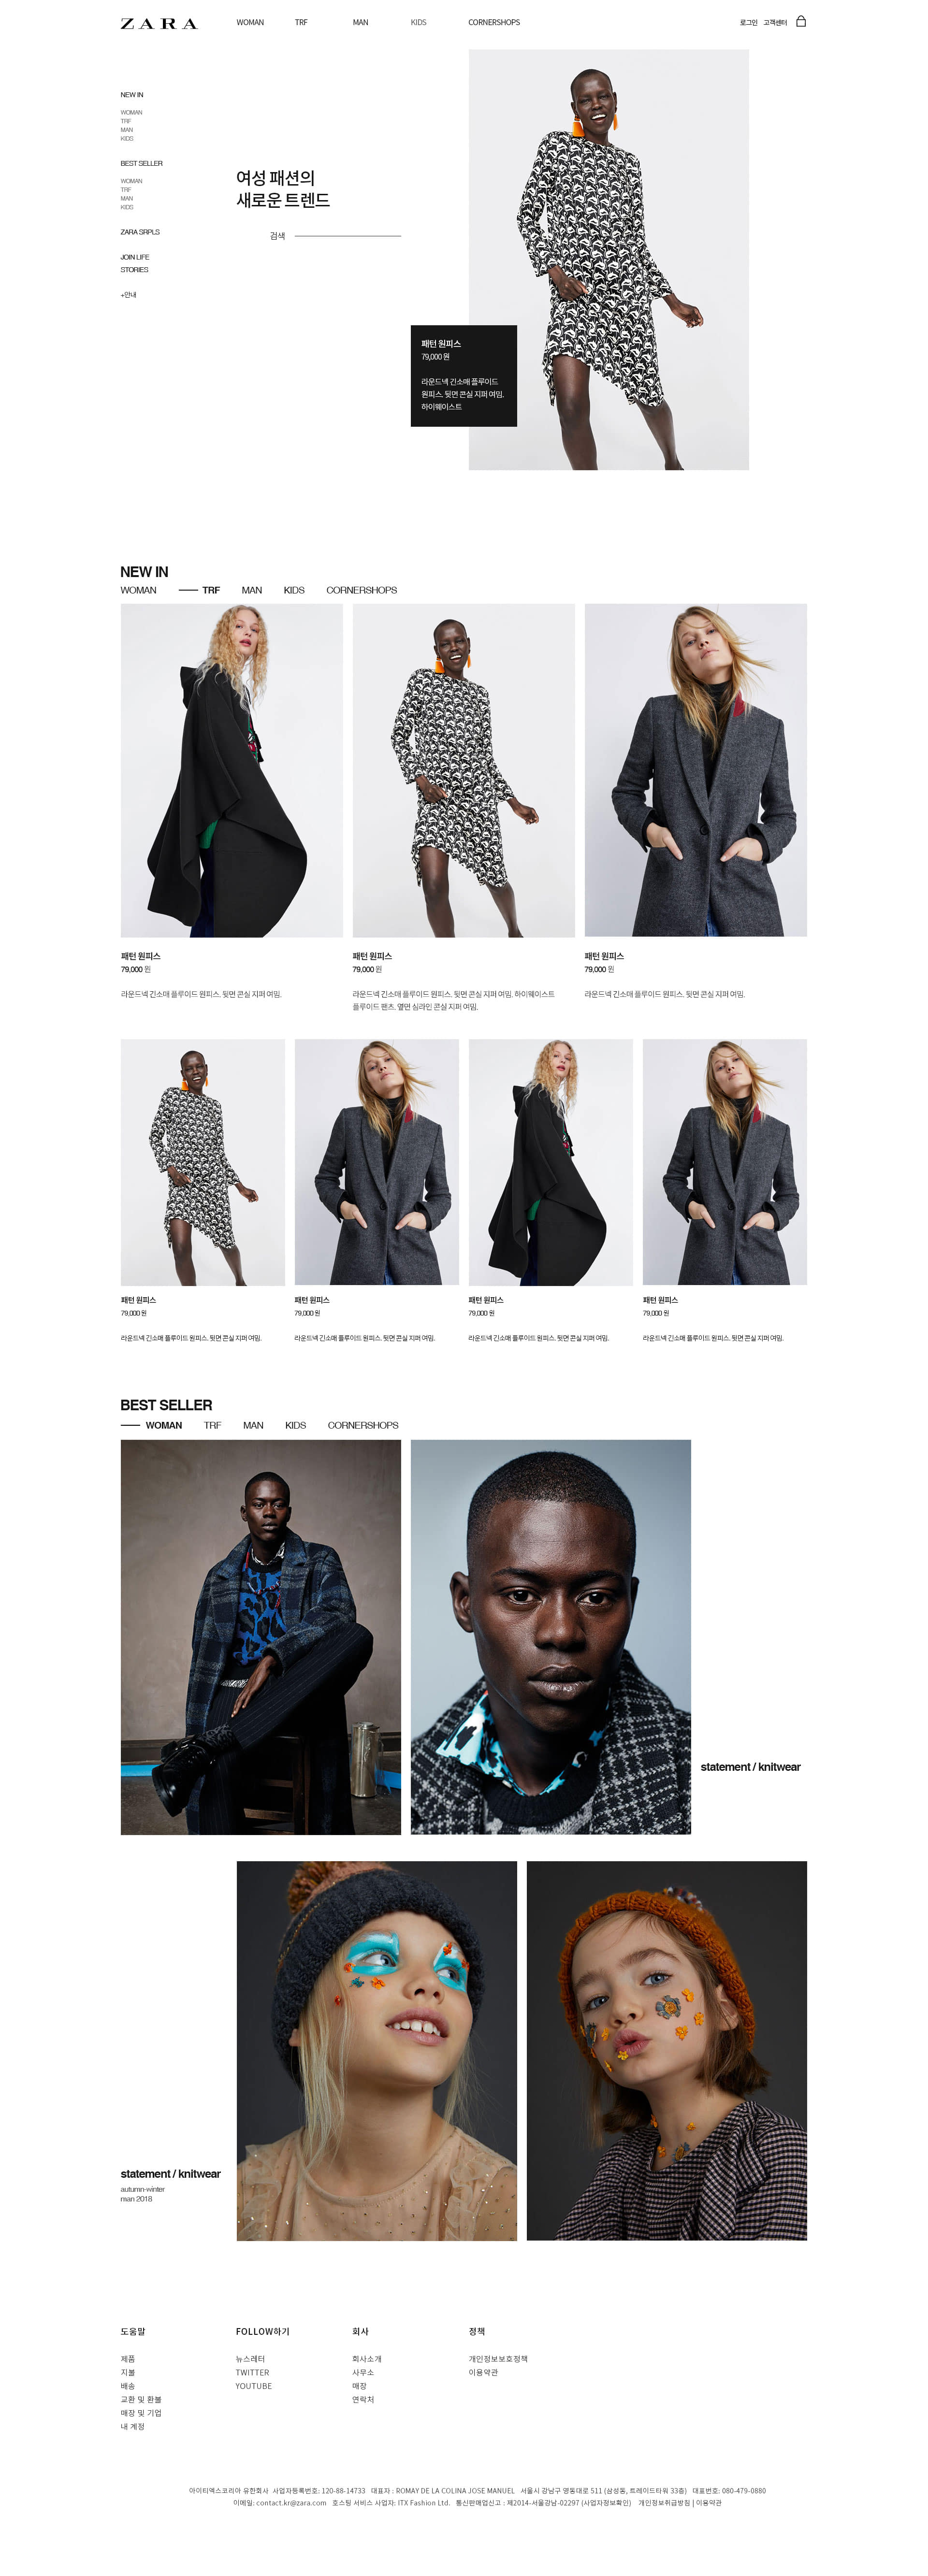 ZARA
WOMAN TRF MAN KIDS CORNERSHOPS
로그인 고객센터
NEW IN
WOMAN
TRF
MAN
KIDS
BEST SELLER
WOMAN
TRF
MAN
KIDS
ZARA SRPLS
JOIN LIFE
STORIES
+안내
여성 패션의
새로운 트렌드
검색
패턴 원피스
79,000 원
라운드넥 긴소매 플루이드
원피스. 뒷면 콘실 지퍼 여밈.
하이웨이스트
NEW IN
WOMAN TRF MAN KIDS CORNERSHOPS
패턴 원피스
79,000 원
라운드넥 긴소매 플루이드 원피스. 뒷면 콘실 지퍼 여밈.
패턴 원피스
79,000 원
라운드넥 긴소매 플루이드 원피스. 뒷면 콘실 지퍼 여밈. 하이웨이스트
플루이드 팬츠. 옆면 심라인 콘실 지퍼 여밈.
패턴 원피스
79,000 원
라운드넥 긴소매 플루이드 원피스. 뒷면 콘실 지퍼 여밈.
패턴 원피스
79,000 원
라운드넥 긴소매 플루이드 원피스. 뒷면 콘실 지퍼 여밈.
패턴 원피스
79,000 원
라운드넥 긴소매 플루이드 원피스. 뒷면 콘실 지퍼 여밈.
패턴 원피스
79,000 원
라운드넥 긴소매 플루이드 원피스. 뒷면 콘실 지퍼 여밈.
패턴 원피스
79,000 원
라운드넥 긴소매 플루이드 원피스. 뒷면 콘실 지퍼 여밈.
BEST SELLER
WOMAN TRF MAN KIDS CORNERSHOPS
statement / knitwear
statement / knitwear
autumn-winter
man 2018
도움말
제품
지불
배송
교환 및 환불
매장 및 기업
내 계정
FOLLOW하기
뉴스레터
TWITTER
YOUTUBE
회사
회사소개
사무소
매장
연락처
정책
개인정보보호정책
이용약관
아이티엑스코리아 유한회사 사업자등록번호: 120-88-14733 대표자 : ROMAY DE LA COLINA JOSE MANUEL 서울시 강남구 영동대로 511 (삼성동, 트레이드타워 33층) 대표번호: 080-479-0880
이메일: contact.kr@zara.com 호스팅 서비스 사업자: ITX Fashion Ltd. 통신판매업신고 : 제2014-서울강남-02297 (사업자정보확인) 개인정보취급방침 | 이용약관